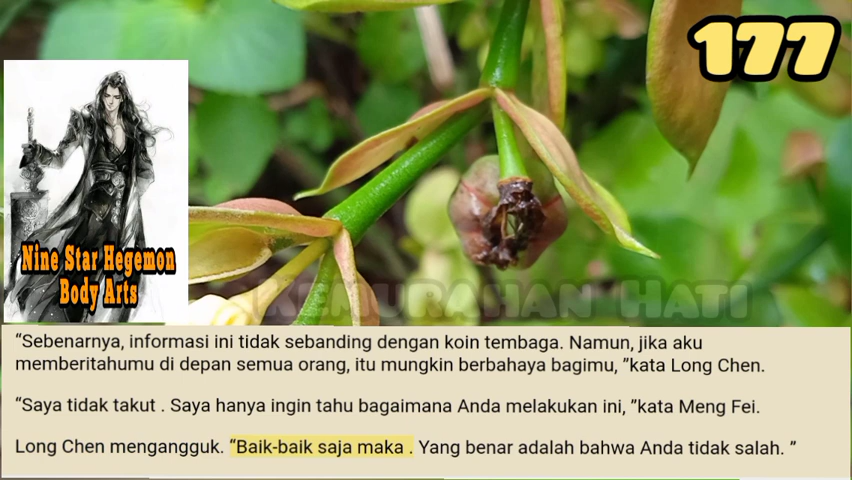 177
Nine Star Hegemon
Body Arts
KEMURAHAN HATI
“Sebenarnya, informasi ini tidak sebanding dengan koin tembaga. Namun, jika aku
memberitahumu di depan semua orang, itu mungkin berbahaya bagimu, ”kata Long Chen.
“Saya tidak takut . Saya hanya ingin tahu bagaimana Anda melakukan ini, ”kata Meng Fei.
Long Chen mengangguk. “Baik-baik saja maka . Yang benar adalah bahwa Anda tidak salah. ”